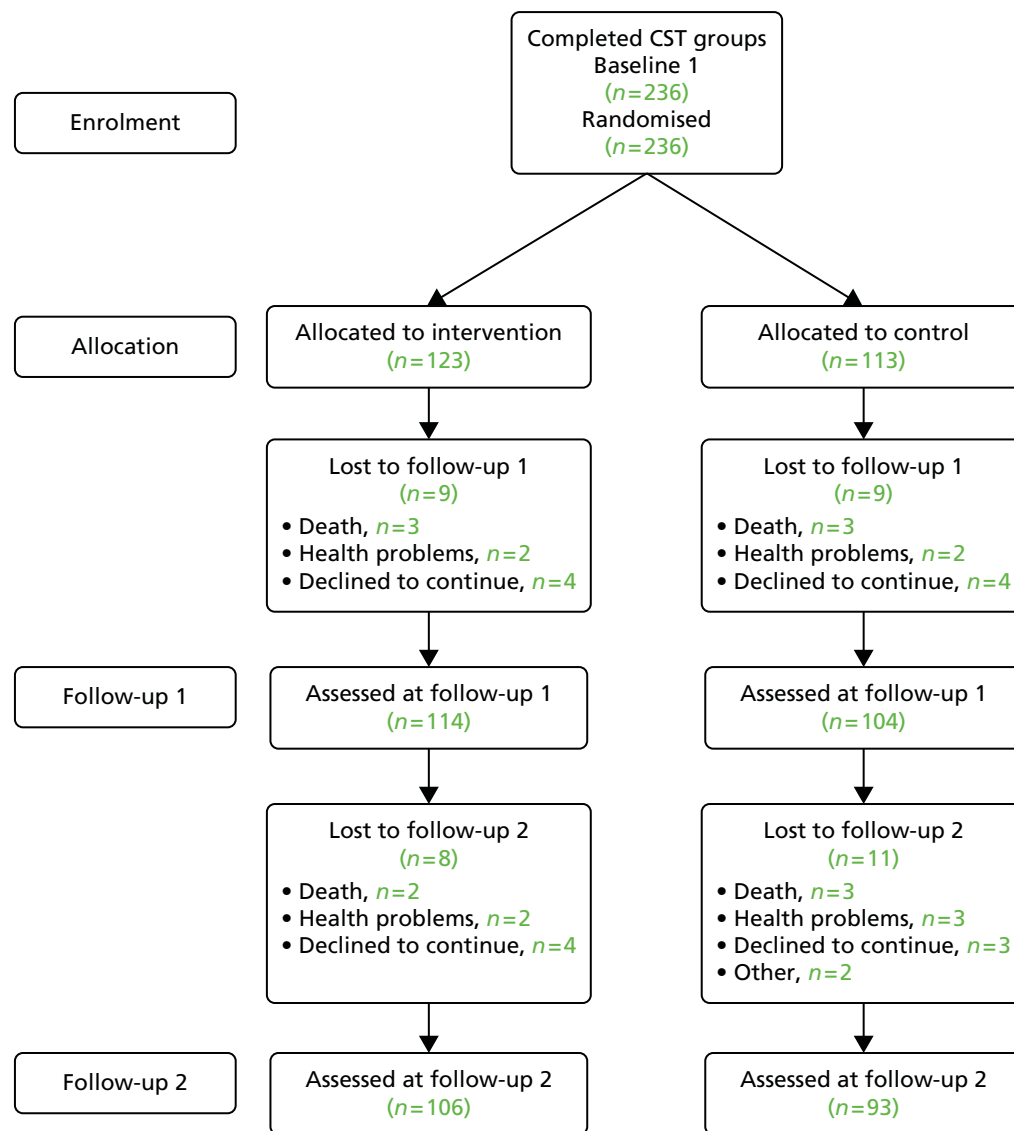 Enrolment
Completed CST groups
Baseline 1
(n=236)
Randomised
(n=236)
Allocation
Allocated to intervention
(n=123)
Allocated to control
(n=113)
Lost to follow-up 1
(n=9)
• Death, n=3
• Health problems, n=2
• Declined to continue, n=4
Lost to follow-up 1
(n=9)
• Death, n=3
• Health problems, n=2
• Declined to continue, n=4
Follow-up 1
Assessed at follow-up 1
(n=114)
Assessed at follow-up 1
(n=104)
Lost to follow-up 2
(n=8)
• Death, n=2
• Health problems, n=2
• Declined to continue, n=4
Lost to follow-up 2
(n=11)
• Death, n=3
• Health problems, n=3
• Declined to continue, n=3
• Other, n=2
Follow-up 2
Assessed at follow-up 2
(n=106)
Assessed at follow-up 2
(n=93)